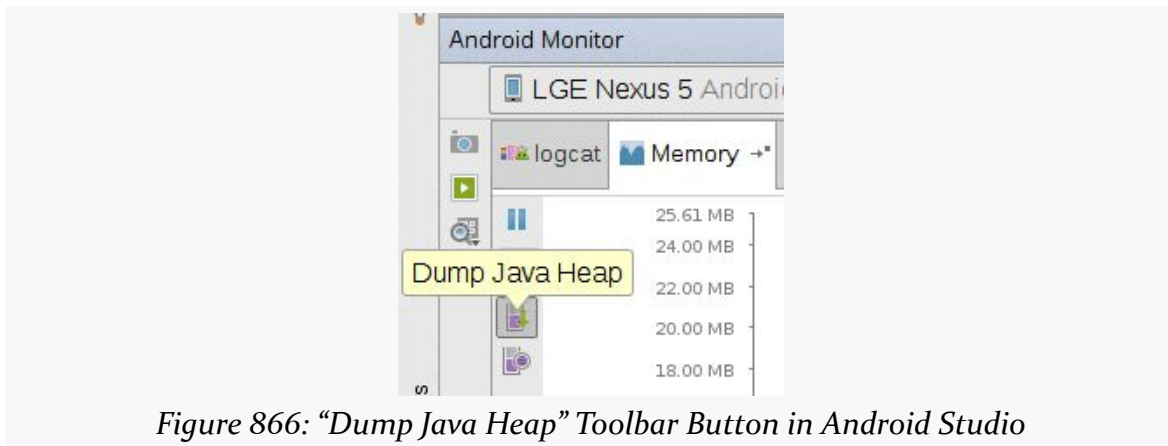 Android Monitor
LGE Nexus 5 Androi
logcat Memory
25.61 MB
24.00 MB
Dump Java Heap
22.00 MB
20.00 MB
18.00 MB
s
Figure 866: “Dump Java Heap” Toolbar Button in Android Studio